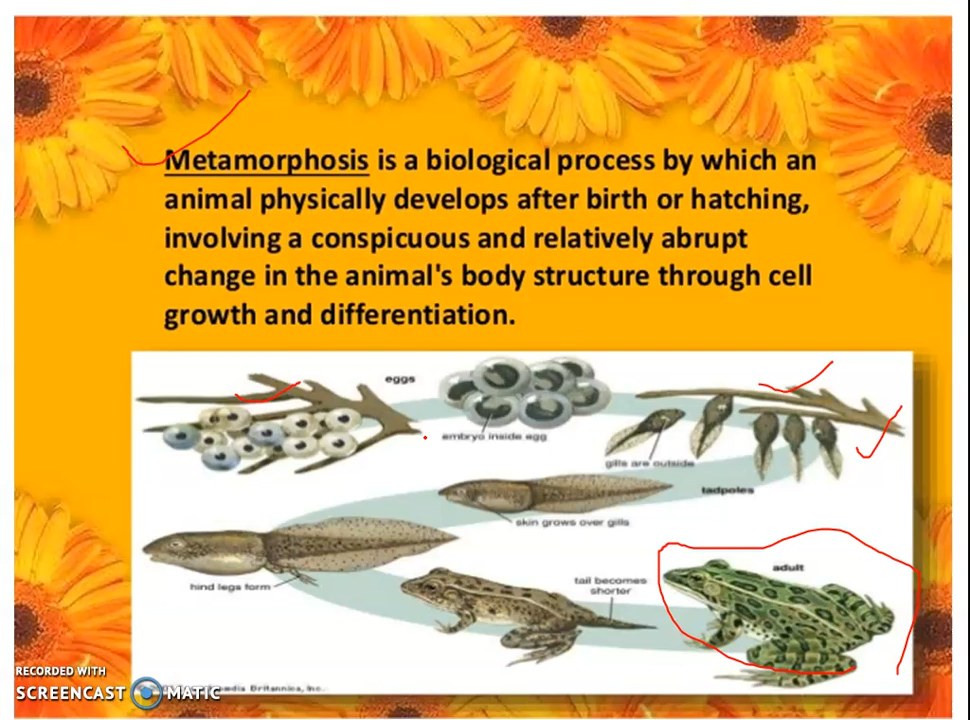 Metamorphosis is a biological process by which an
animal physically develops after birth or hatching,
involving a conspicuous and relatively abrupt
change in the animal's body structure through cell
growth and differentiation.
eggs
embryo inside egg
gills are outside
tadpoles
skin grows over gills
hind legs form
tail becomes
shorter
adult
Britannica, Inc.
RECORDED WITH
SCREENCAST MATIC